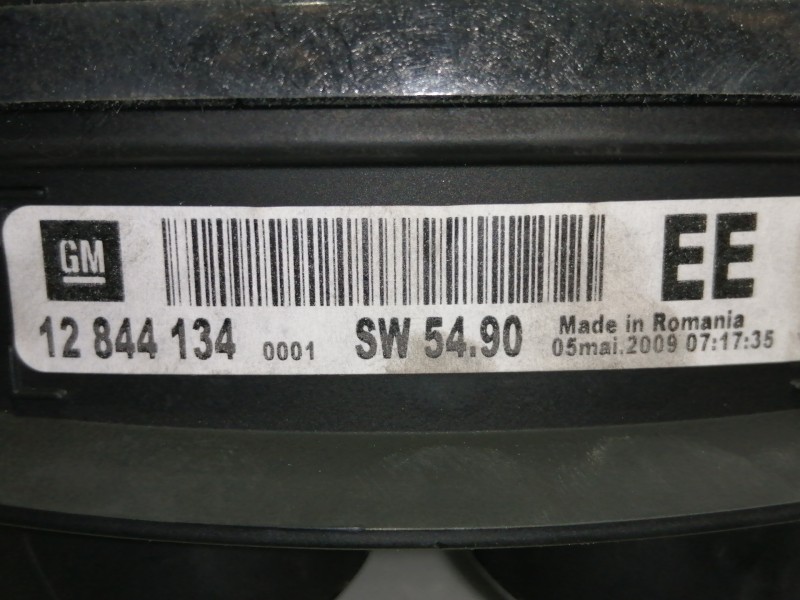 GM
EE
12 844 134 0001 SW 54.90
Made in Romania
05mai.2009 07:17:35